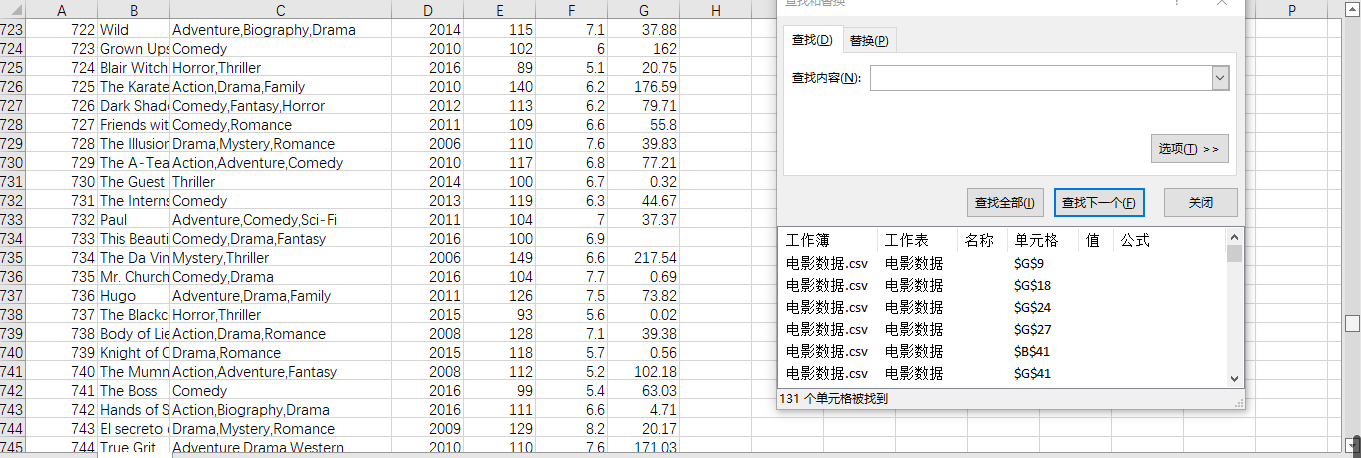 A B C D E F G H P
723 722 Wild Adventure,Biography,Drama 2014 115 7.1 37.88
724 723 Grown Ups Comedy 2010 102 6 162
725 724 Blair Witch Horror,Thriller 2016 89 5.1 20.75
726 725 The Karate Action,Drama,Family 2010 140 6.2 176.59
727 726 Dark Shad Comedy,Fantasy,Horror 2012 113 6.2 79.71
728 727 Friends wit Comedy,Romance 2011 109 6.6 55.8
729 728 The Illusion Drama,Mystery,Romance 2006 110 7.6 39.83
730 729 The A-Tea Action,Adventure,Comedy 2010 117 6.8 77.21
731 730 The Guest Thriller 2014 100 6.7 0.32
732 731 The Interns Comedy 2013 119 6.3 44.67
733 732 Paul Adventure,Comedy,Sci-Fi 2011 104 7 37.37
734 733 This Beauti Comedy,Drama,Fantasy 2016 100 6.9
735 734 The Da Vin Mystery,Thriller 2006 149 6.6 217.54
736 735 Mr. Church Comedy,Drama 2016 104 7.7 0.69
737 736 Hugo Adventure,Drama,Family 2011 126 7.5 73.82
738 737 The Blackc Horror,Thriller 2015 93 5.6 0.02
739 738 Body of Lie Action,Drama,Romance 2008 128 7.1 39.38
740 739 Knight of C Drama,Romance 2015 118 5.7 0.56
741 740 The Mumm Action,Adventure,Fantasy 2008 112 5.2 102.18
742 741 The Boss Comedy 2016 99 5.4 63.03
743 742 Hands of S Action,Biography,Drama 2016 111 6.6 4.71
744 743 El secreto Drama,Mystery,Romance 2009 129 8.2 20.17
745 744 True Grit Adventure,Drama,Western 2010 110 7.6 171.03
查找和替换 ?
查找(D) 替换(P)
查找内容(N):
选项(T) >>
查找全部(I) 查找下一个(F) 关闭
工作簿 工作表 名称 单元格 值 公式
电影数据.csv 电影数据 $G$9
电影数据.csv 电影数据 $G$18
电影数据.csv 电影数据 $G$24
电影数据.csv 电影数据 $G$27
电影数据.csv 电影数据 $B$41
电影数据.csv 电影数据 $G$41
131 个单元格被找到